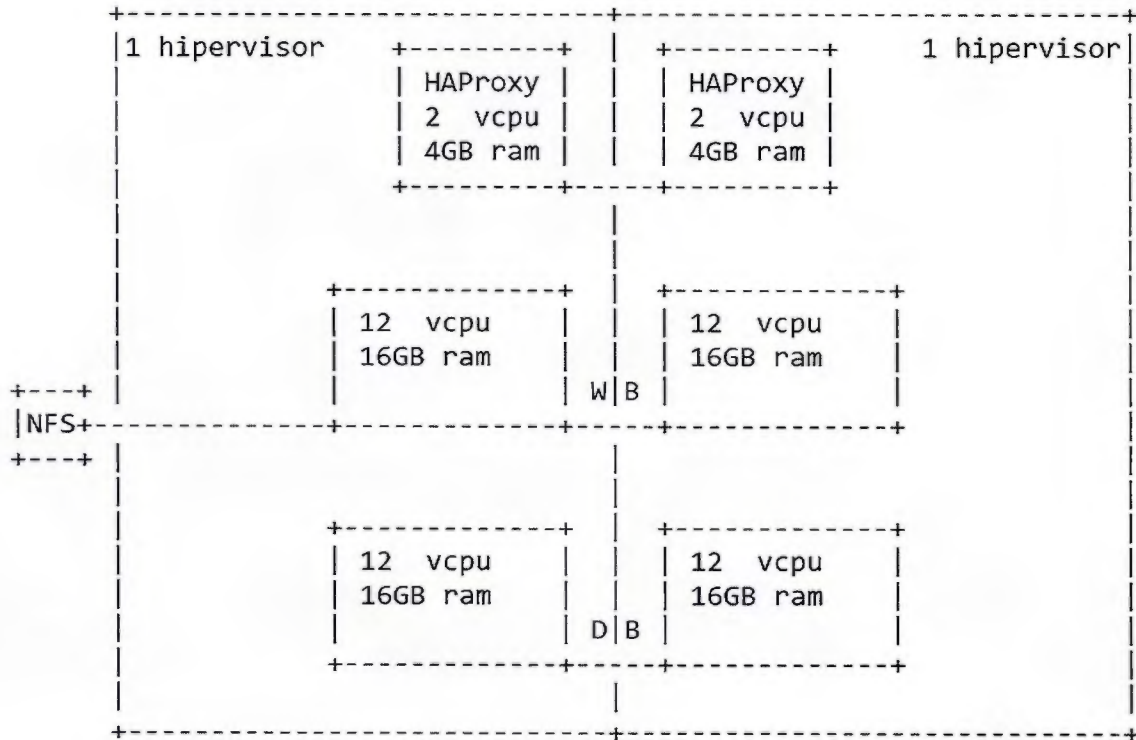 1 hipervisor 1 hipervisor
HAProxy HAProxy
2 vcpu 2 vcpu
4GB ram 4GB ram
12 vcpu 12 vcpu
16GB ram 16GB ram
W|B
NFS
12 vcpu 12 vcpu
16GB ram 16GB ram
D|B